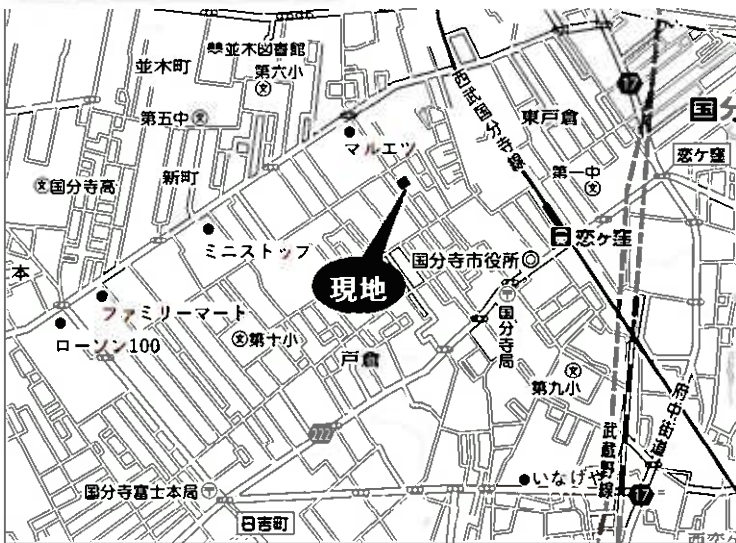 並木図書館
並木町
第六小
17
西武国分寺線
東戸倉
第五中
マルエツ
国分
恋ケ窪
国分寺高
新町
第一中
ミニストップ
国分寺市役所
恋ケ窪
本
現地
ファミリーマート
国分寺局
ローソン100
第十小
戸倉
第九小
府中街道
222
武蔵野線
いなげや
国分寺富士本局
17
日吉町
西恋ケ